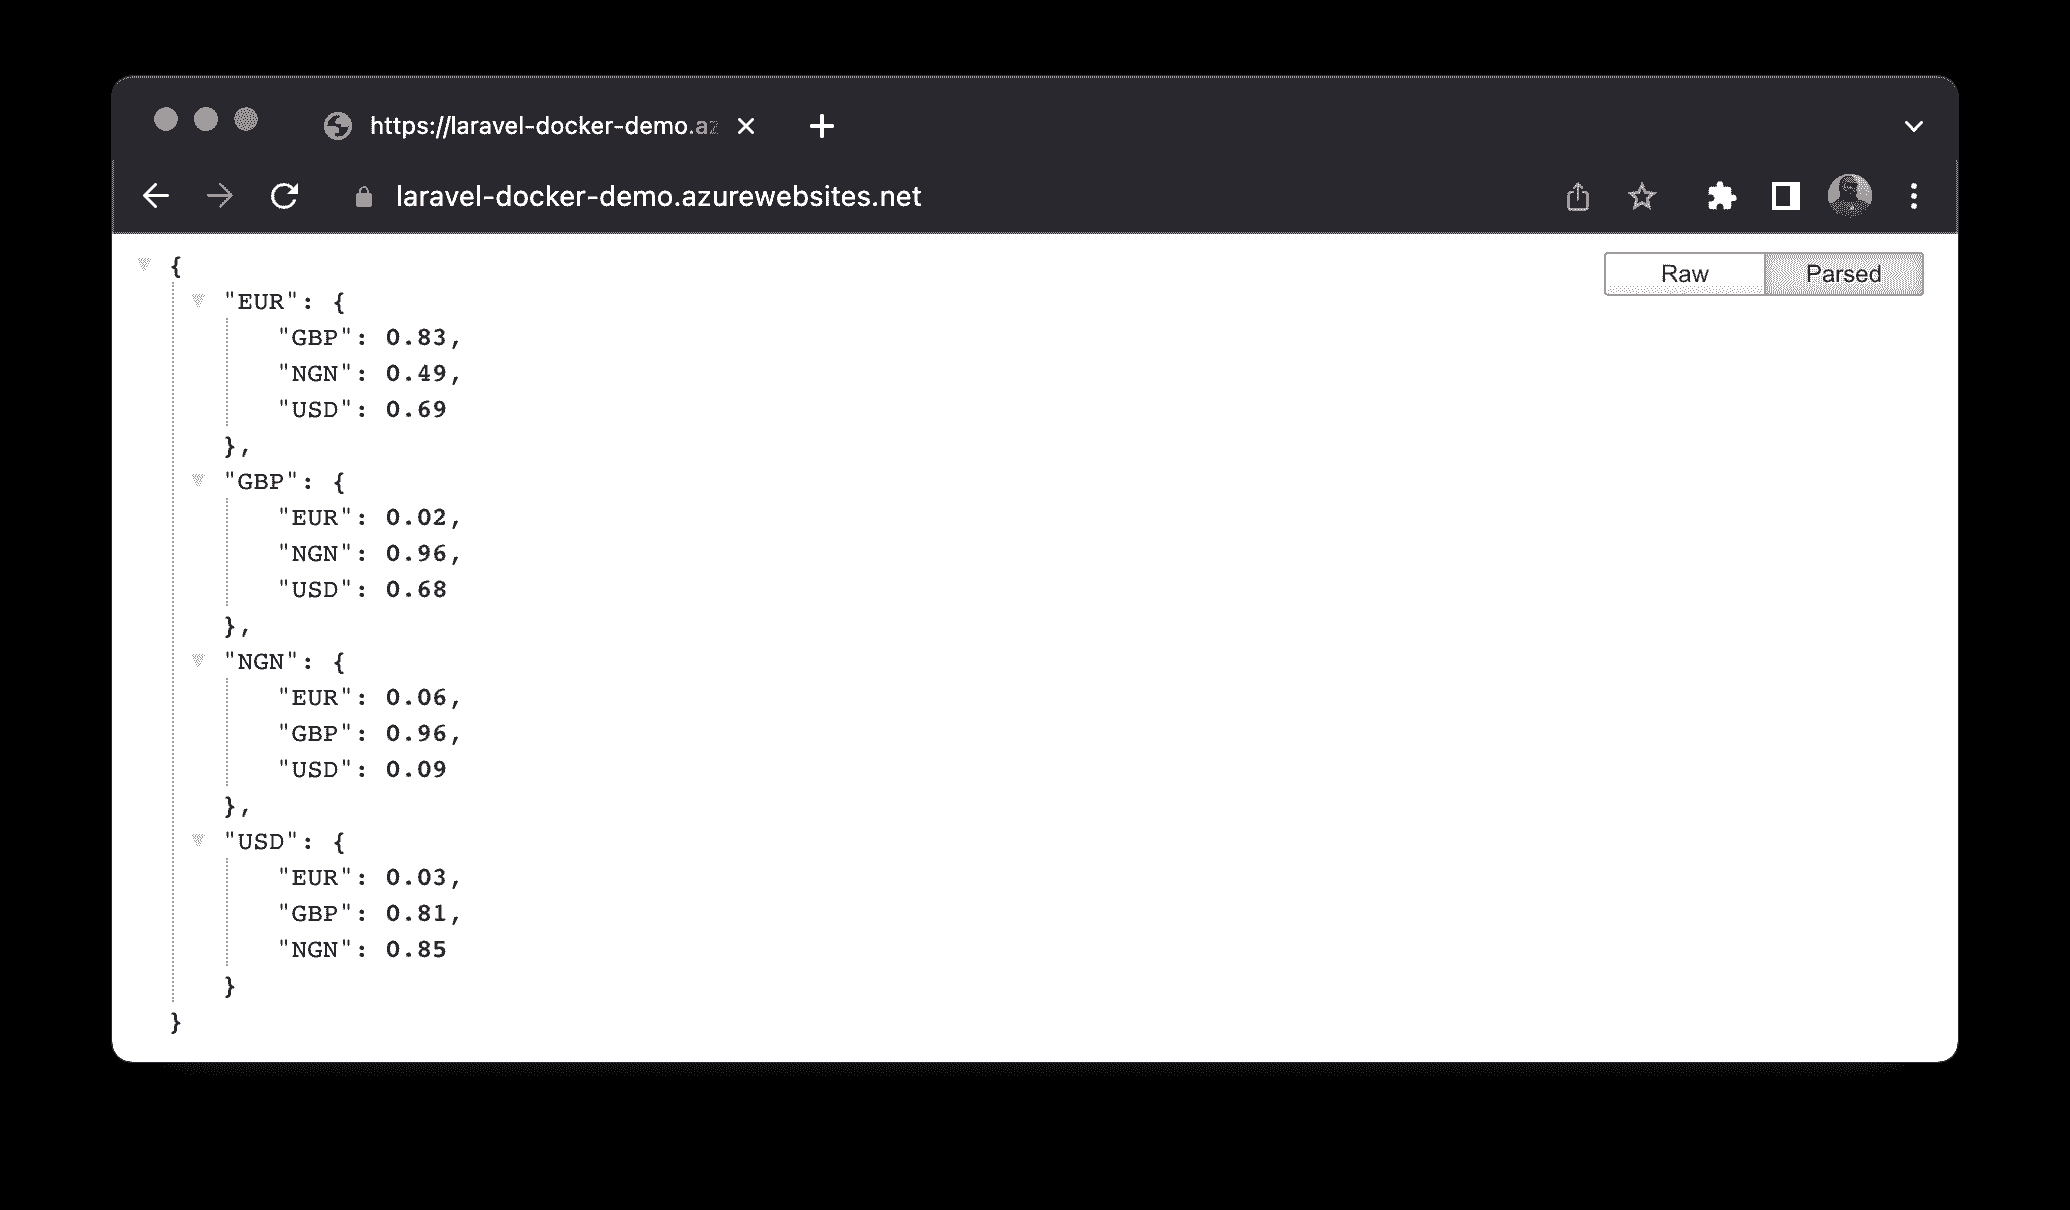 https://laravel-docker-demo.az
laravel-docker-demo.azurewebsites.net
Raw Parsed
{
"EUR": {
"GBP": 0.83,
"NGN": 0.49,
"USD": 0.69
},
"GBP": {
"EUR": 0.02,
"NGN": 0.96,
"USD": 0.68
},
"NGN": {
"EUR": 0.06,
"GBP": 0.96,
"USD": 0.09
},
"USD": {
"EUR": 0.03,
"GBP": 0.81,
"NGN": 0.85
}
}